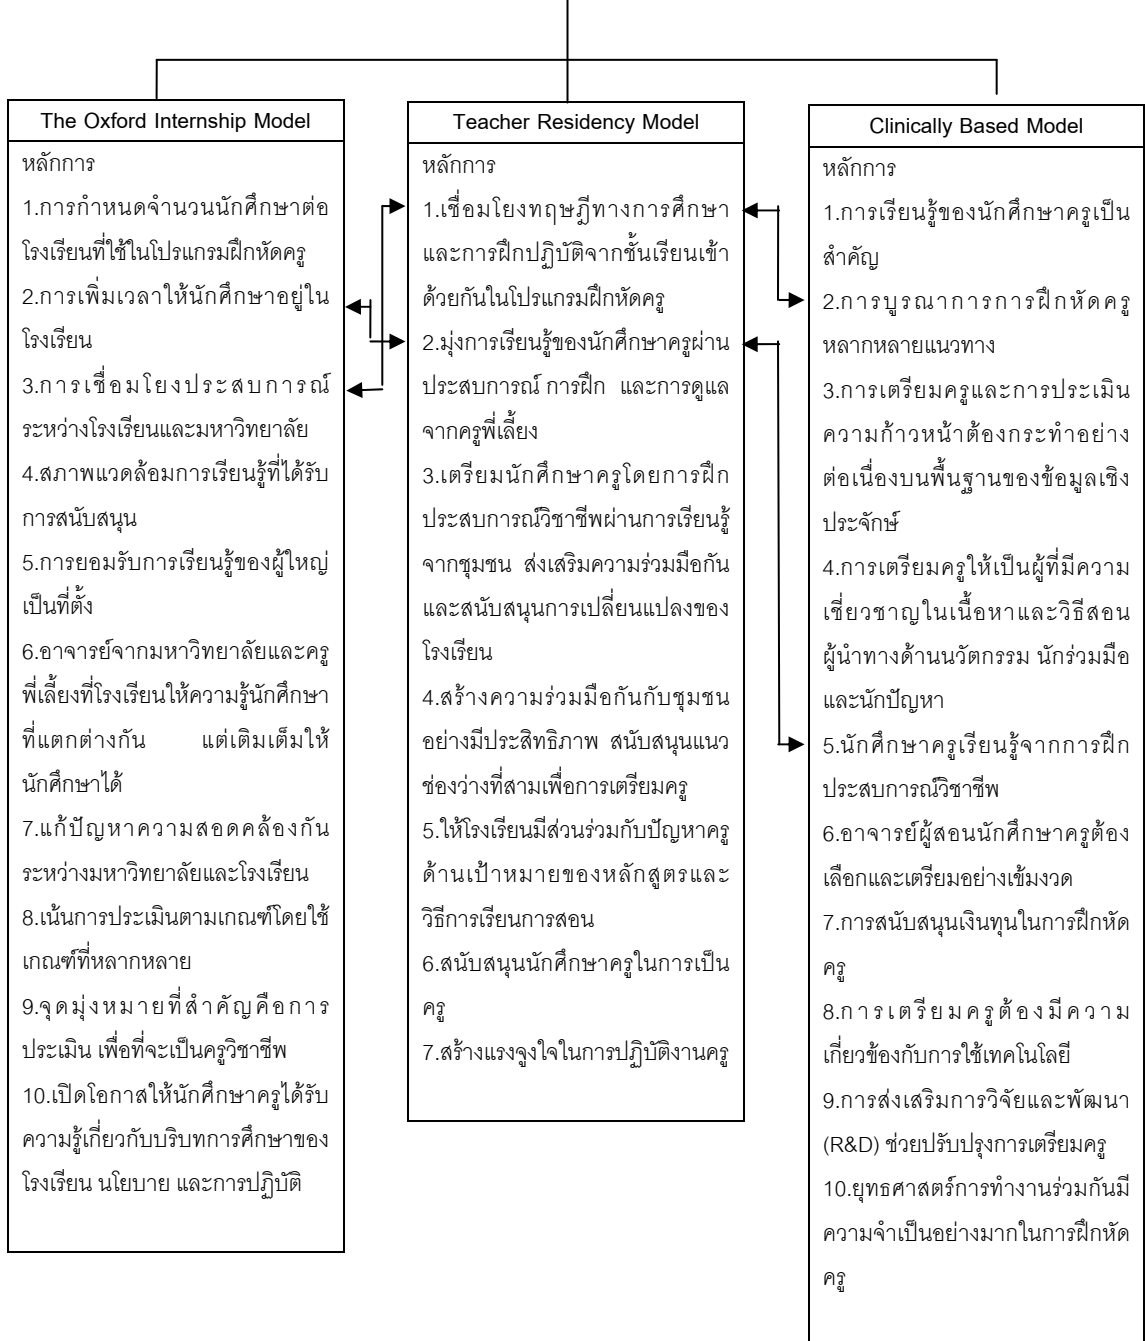 The Oxford Internship Model
หลักการ
1.การกำหนดจำนวนนักศึกษาต่อ
โรงเรียนที่ใช้ในโปรแกรมฝึกหัดครู
2.การเพิ่มเวลาให้นักศึกษาอยู่ใน
โรงเรียน
3.การเชื่อมโยงประสบการณ์
ระหว่างโรงเรียนและมหาวิทยาลัย
4.สภาพแวดล้อมการเรียนรู้ที่ได้รับ
การสนับสนุน
5.การยอมรับการเรียนรู้ของผู้ใหญ่
เป็นที่ตั้ง
6.อาจารย์จากมหาวิทยาลัยและครู
พี่เลี้ยงที่โรงเรียนให้ความรู้นักศึกษา
ที่แตกต่างกัน แต่เติมเต็มให้
นักศึกษาได้
7.แก้ปัญหาความสอดคล้องกัน
ระหว่างมหาวิทยาลัยและโรงเรียน
8.เน้นการประเมินตามเกณฑ์โดยใช้
เกณฑ์ที่หลากหลาย
9.จุดมุ่งหมายที่สำคัญคือการ
ประเมิน เพื่อที่จะเป็นครูวิชาชีพ
10.เปิดโอกาสให้นักศึกษาครูได้รับ
ความรู้เกี่ยวกับบริบทการศึกษาของ
โรงเรียน นโยบาย และการปฏิบัติ
Teacher Residency Model
หลักการ
1.เชื่อมโยงทฤษฎีทางการศึกษา
และการฝึกปฏิบัติจากชั้นเรียนเข้า
ด้วยกันในโปรแกรมฝึกหัดครู
2.มุ่งการเรียนรู้ของนักศึกษาครูผ่าน
ประสบการณ์ การฝึก และการดูแล
จากครูพี่เลี้ยง
3.เตรียมนักศึกษาครูโดยการฝึก
ประสบการณ์วิชาชีพผ่านการเรียนรู้
จากชุมชน ส่งเสริมความร่วมมือกัน
และสนับสนุนการเปลี่ยนแปลงของ
โรงเรียน
4.สร้างความร่วมมือกันกับชุมชน
อย่างมีประสิทธิภาพ สนับสนุนแนว
ช่องว่างที่สามเพื่อการเตรียมครู
5.ให้โรงเรียนมีส่วนร่วมกับปัญหาครู
ด้านเป้าหมายของหลักสูตรและ
วิธีการเรียนการสอน
6.สนับสนุนนักศึกษาครูในการเป็น
ครู
7.สร้างแรงจูงใจในการปฏิบัติงานครู
Clinically Based Model
หลักการ
1.การเรียนรู้ของนักศึกษาครูเป็น
สำคัญ
2.การบูรณาการการฝึกหัดครู
หลากหลายแนวทาง
3.การเตรียมครูและการประเมิน
ความก้าวหน้าต้องกระทำอย่าง
ต่อเนื่องบนพื้นฐานของข้อมูลเชิง
ประจักษ์
4.การเตรียมครูให้เป็นผู้ที่มีความ
เชี่ยวชาญในเนื้อหาและวิธีสอน
ผู้นำทางด้านนวัตกรรม นักร่วมมือ
และนักปัญหา
5.นักศึกษาครูเรียนรู้จากการฝึก
ประสบการณ์วิชาชีพ
6.อาจารย์ผู้สอนนักศึกษาครูต้อง
เลือกและเตรียมอย่างเข้มงวด
7.การสนับสนุนเงินทุนในการฝึกหัด
ครู
8.การเตรียมครูต้องมีความ
เกี่ยวข้องกับการใช้เทคโนโลยี
9.การส่งเสริมการวิจัยและพัฒนา
(R&D) ช่วยปรับปรุงการเตรียมครู
10.ยุทธศาสตร์การทำงานร่วมกันมี
ความจำเป็นอย่างมากในการฝึกหัด
ครู